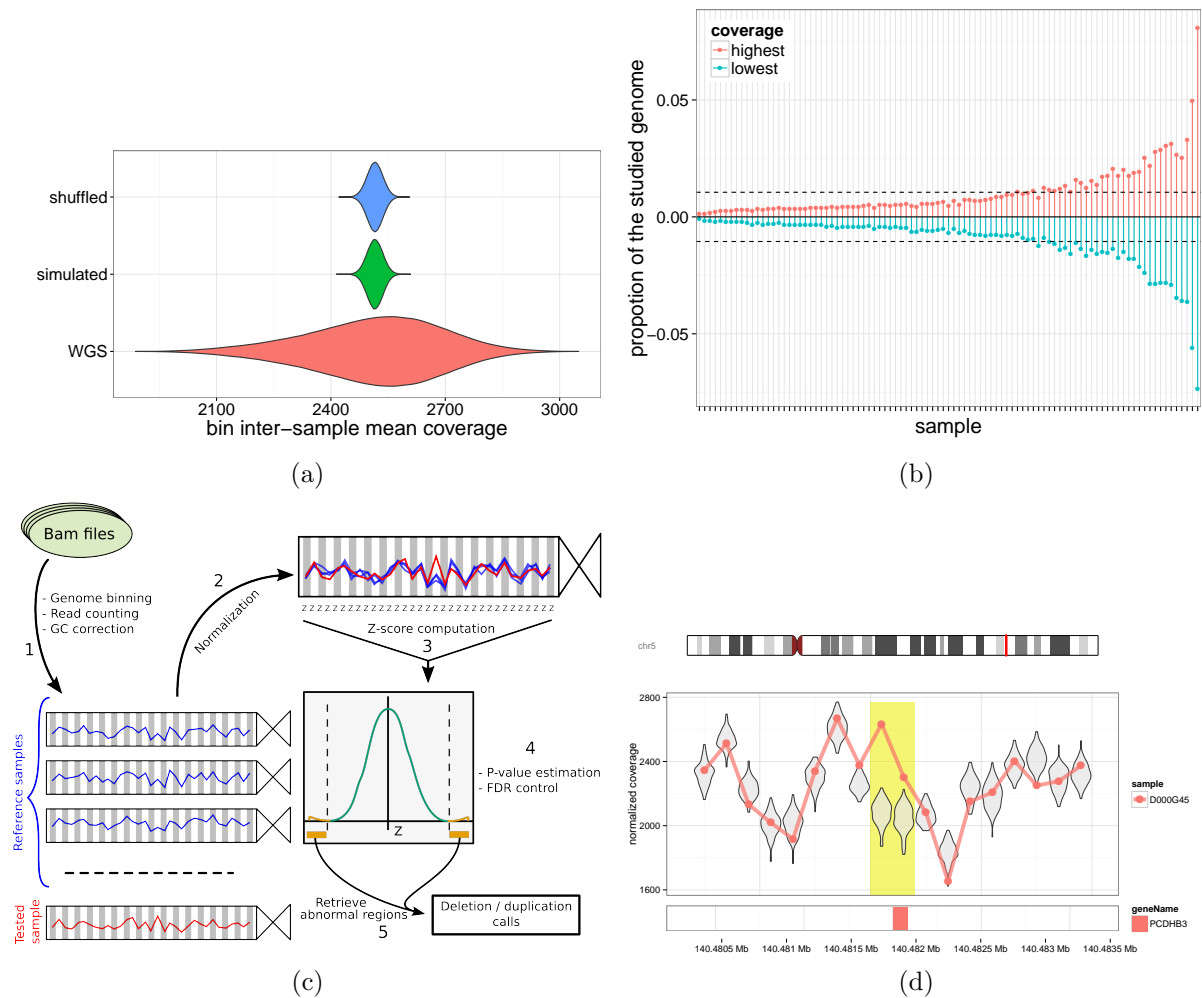 shuffled
simulated
WGS
2100 2400 2700 3000
bin inter−sample mean coverage
(a)
coverage
highest
lowest
0.05
0.00
−0.05
propotion of the studied genome
sample
(b)
Bam files
- Genome binning
- Read counting
- GC correction
1
2
Normalization
Z Z Z Z Z Z Z Z Z Z Z Z Z Z Z Z Z Z Z Z Z Z Z Z Z Z Z Z Z Z Z Z
Z-score computation
3
Reference samples
Tested
sample
Z
4
- P-value estimation
- FDR control
Retrieve
abnormal regions
5
Deletion / duplication
calls
(c)
chr5
2800
2400
2000
1600
normalized coverage
sample
D000G45
geneName
PCDHB3
140.4805 Mb 140.481 Mb 140.4815 Mb 140.482 Mb 140.4825 Mb 140.483 Mb 140.4835 Mb
(d)